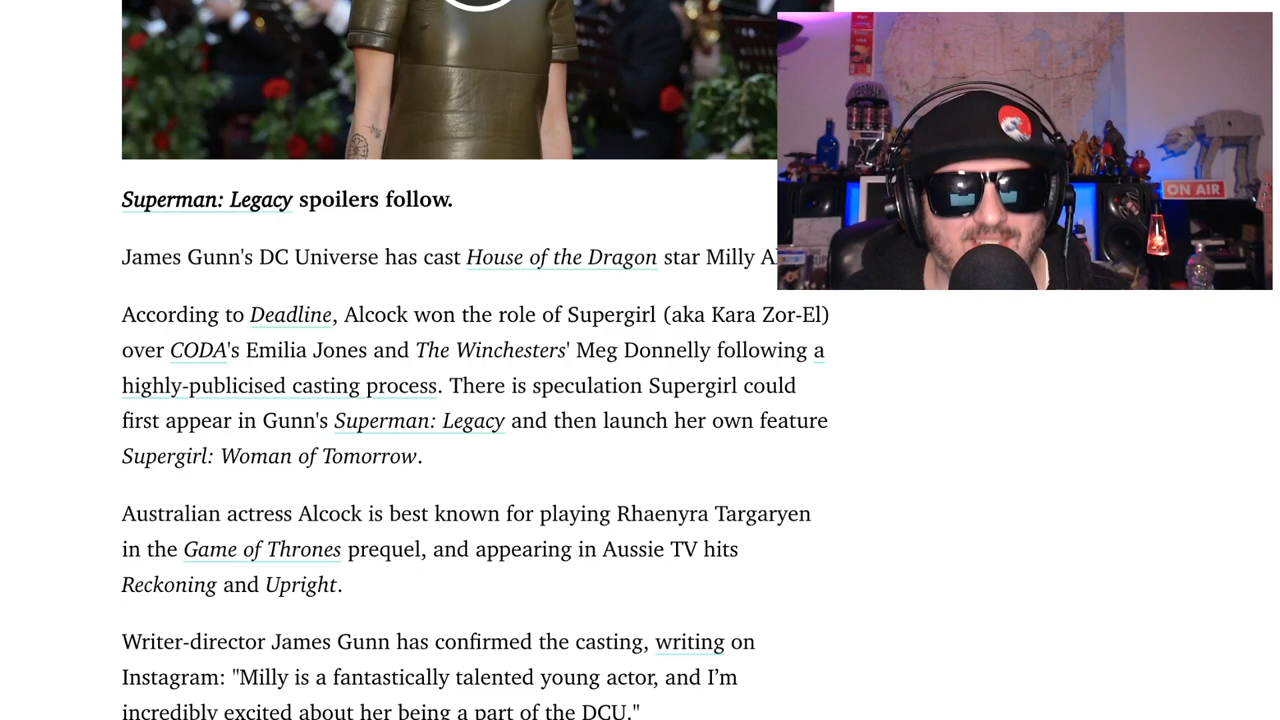 Superman: Legacy spoilers follow.
James Gunn's DC Universe has cast House of the Dragon star Milly
According to Deadline, Alcock won the role of Supergirl (aka Kara Zor-El)
over CODA's Emilia Jones and The Winchesters' Meg Donnelly following a
highly-publicised casting process. There is speculation Supergirl could
first appear in Gunn's Superman: Legacy and then launch her own feature
Supergirl: Woman of Tomorrow.
Australian actress Alcock is best known for playing Rhaenyra Targaryen
in the Game of Thrones prequel, and appearing in Aussie TV hits
Reckoning and Upright.
Writer-director James Gunn has confirmed the casting, writing on
Instagram: "Milly is a fantastically talented young actor, and I’m
incredibly excited about her being a part of the DCU."
ON AIR